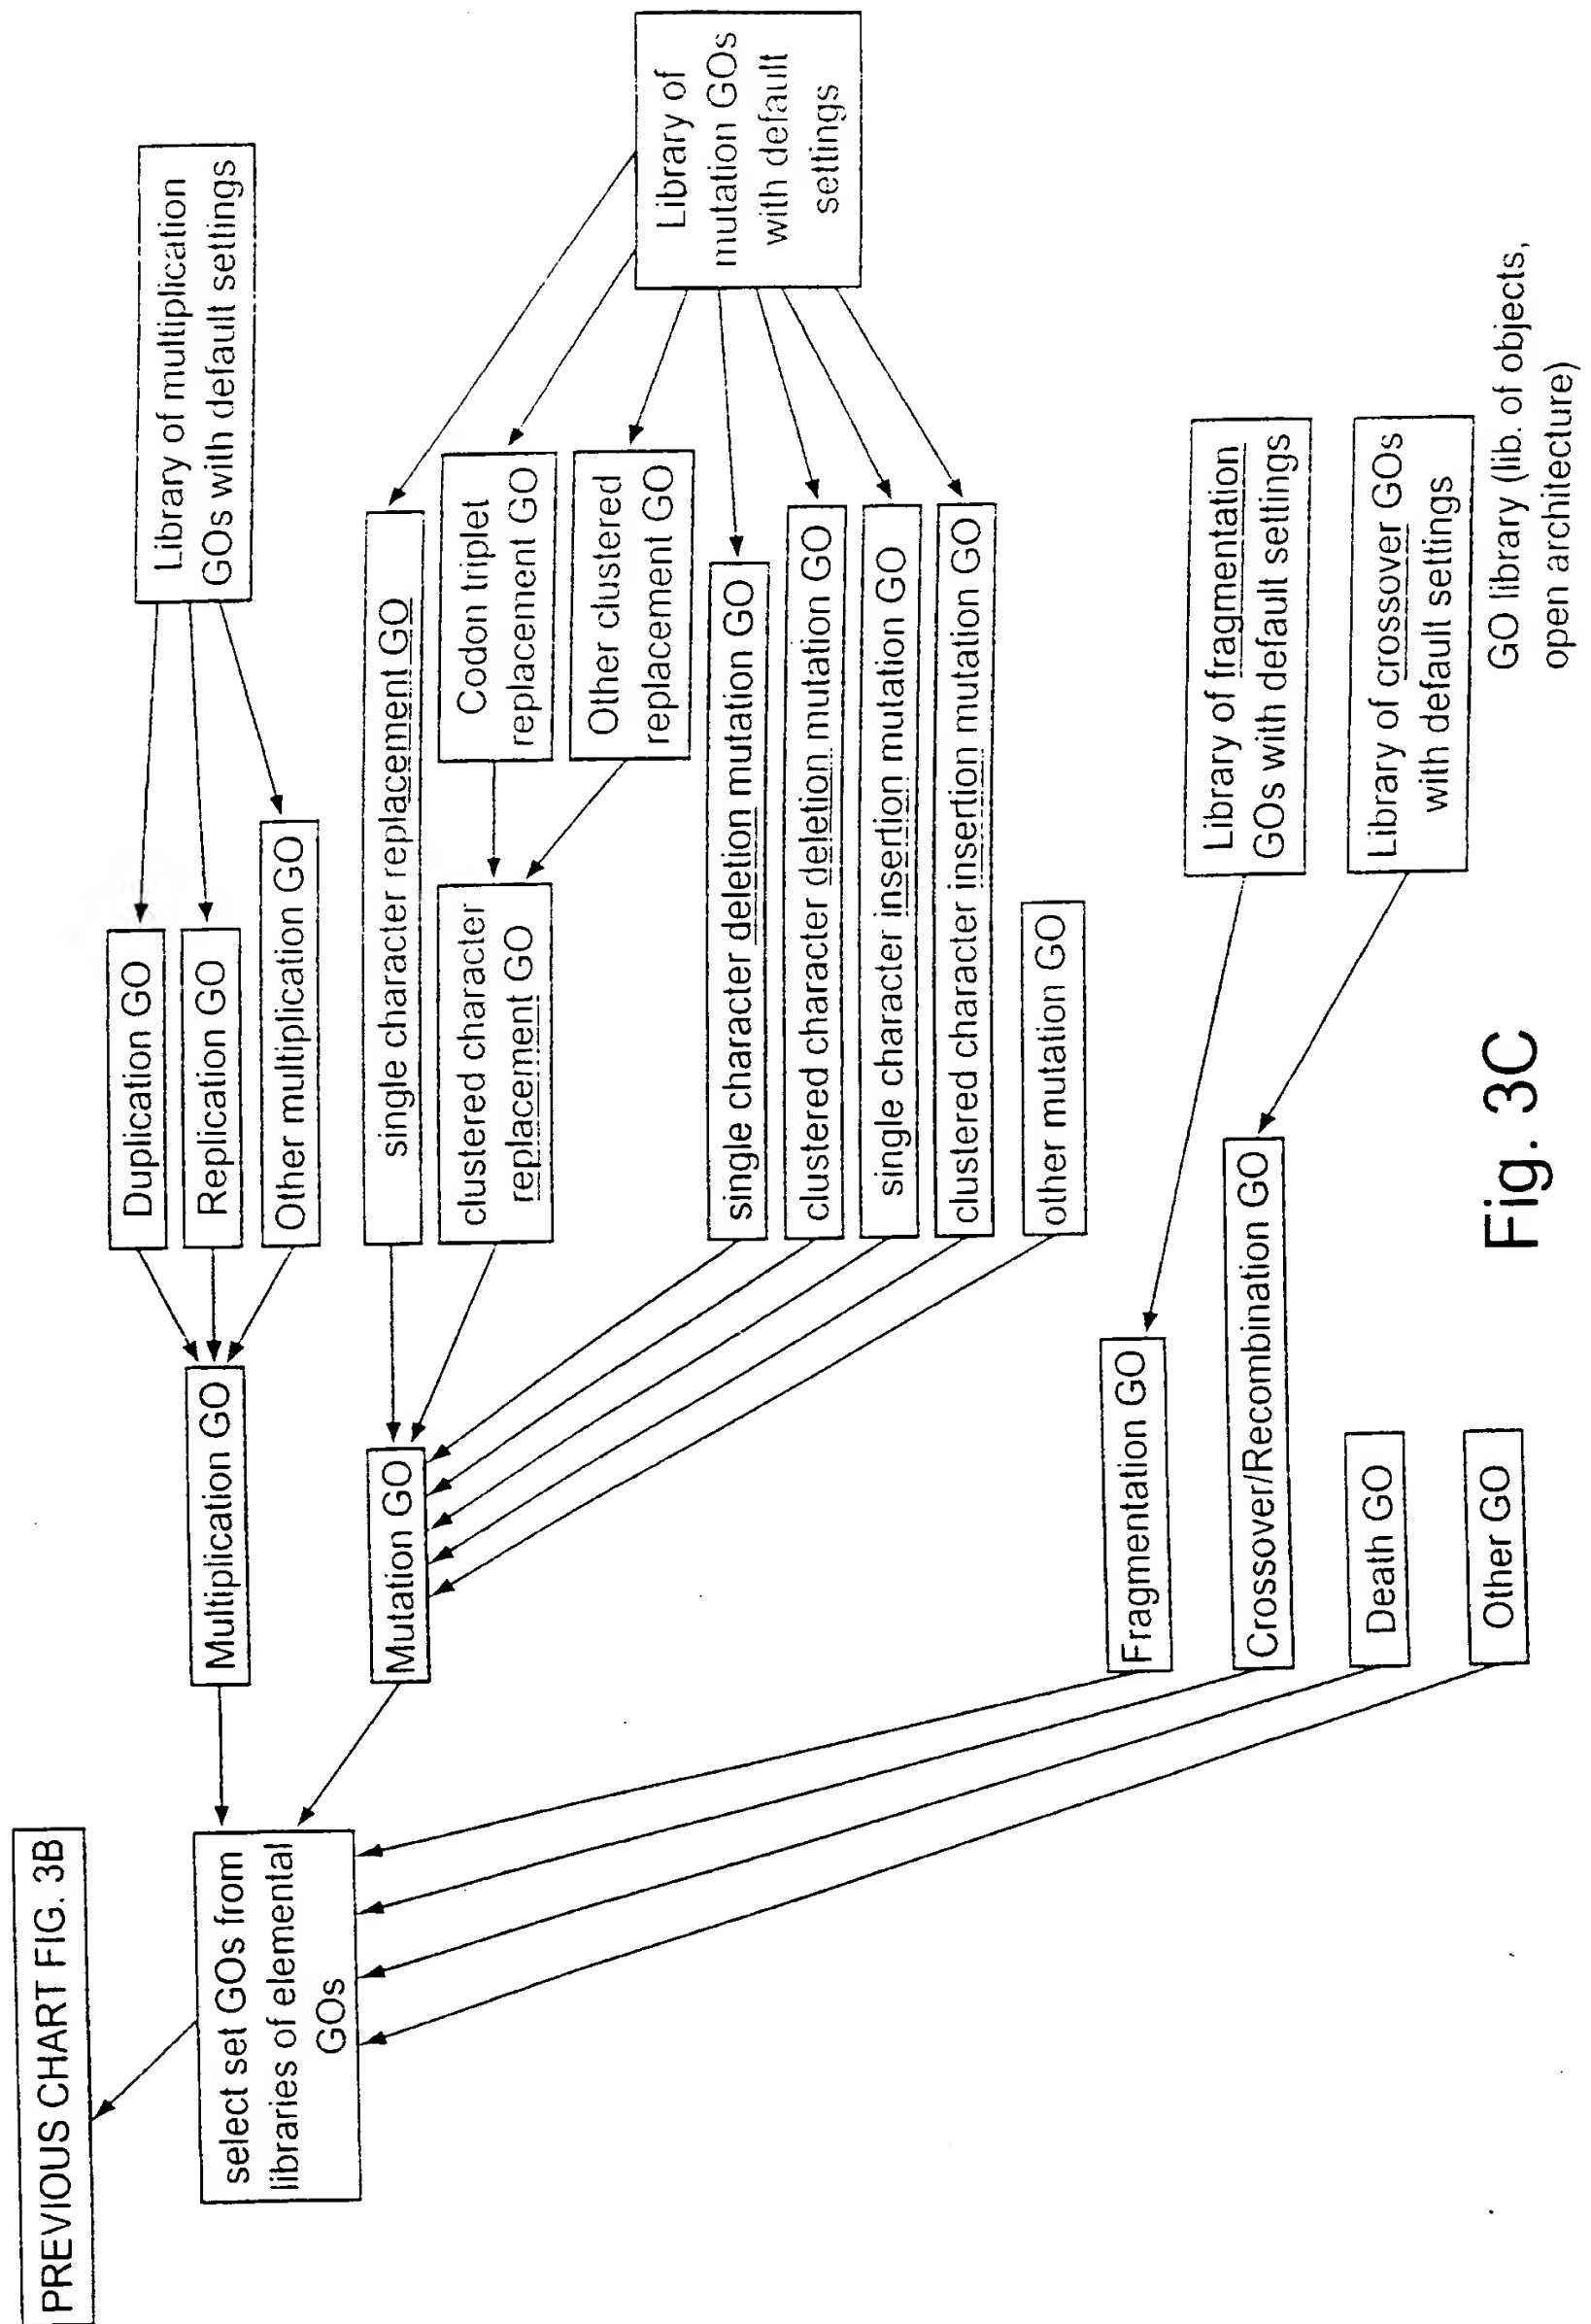 PREVIOUS CHART FIG. 3B
select set GOs from
libraries of elemental
GOs
Multiplication GO
Mutation GO
Duplication GO
Replication GO
Other multiplication GO
Library of multiplication
GOs with default settings
single character replacement GO
clustered character
replacement GO
Codon triplet
replacement GO
Other clustered
replacement GO
single character deletion mutation GO
clustered character deletion mutation GO
single character insertion mutation GO
clustered character insertion mutation GO
other mutation GO
Library of
mutation GOs
with default
settings
Fragmentation GO
Crossover/Recombination GO
Death GO
Other GO
Library of fragmentation
GOs with default settings
Library of crossover GOs
with default settings
GO library (lib. of objects,
open architecture)
Fig. 3C